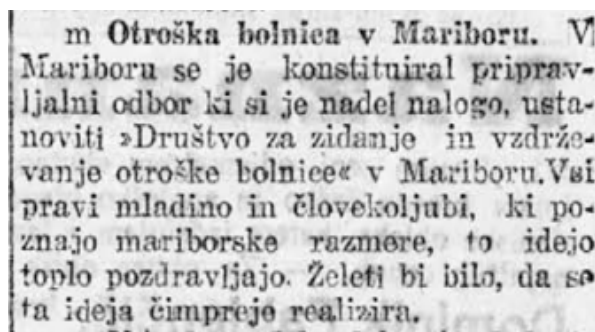 m Otroška bolnica v Mariboru. V
Mariboru se je konstituiral priprav-
ljalni odbor ki si je nadel nalogo, usta-
noviti »Društvo za zidanje in vzdrže-
vanje otroške bolnice« v Mariboru. Vsi
pravi mladino in človekoljubi, ki po-
znajo mariborske razmere, to idejo
toplo pozdravljajo. Želeti bi bilo, da se
ta ideja čimpreje realizira.